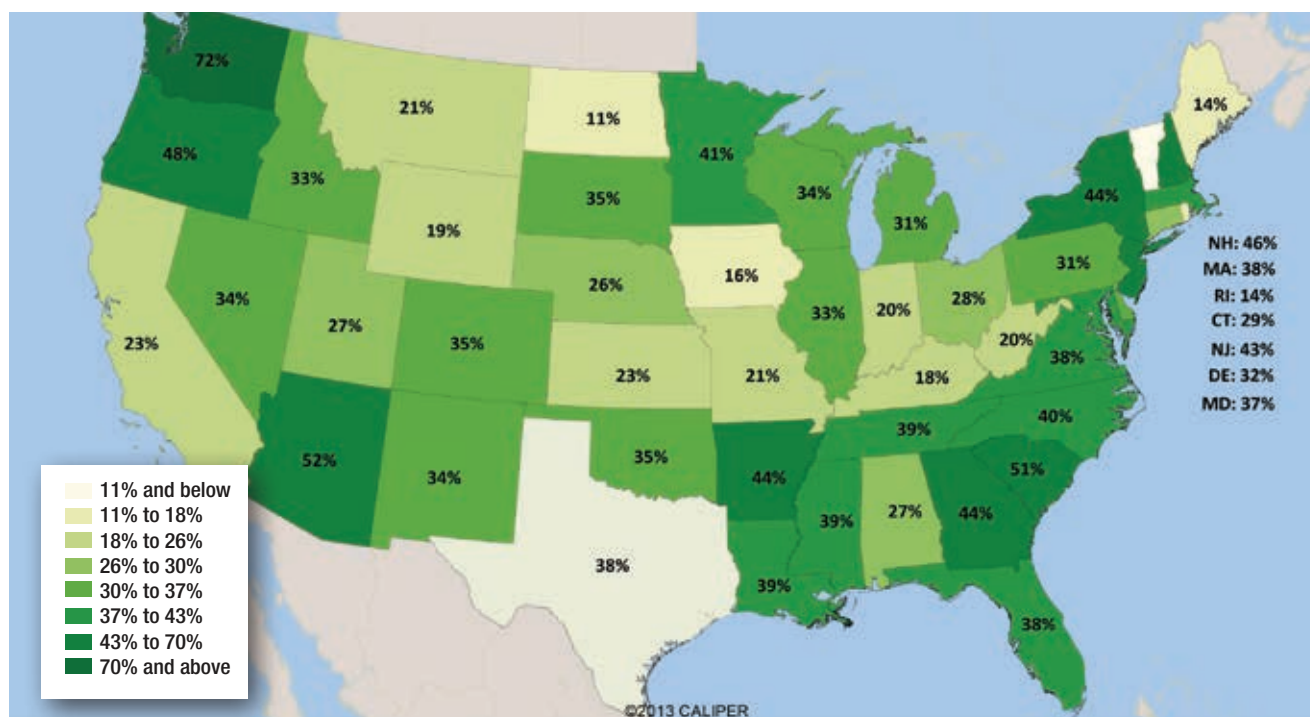 72%
21%
11%
41%
14%
48%
33%
35%
34%
31%
44%
19%
NH: 46%
MA: 38%
RI: 14%
CT: 29%
NJ: 43%
DE: 32%
MD: 37%
16%
26%
31%
34%
27%
35%
33%
20%
28%
20%
38%
23%
23%
21%
18%
52%
34%
35%
39%
40%
38%
44%
39%
27%
44%
51%
39%
38%
11% and below
11% to 18%
18% to 26%
26% to 30%
30% to 37%
37% to 43%
43% to 70%
70% and above
©2013 CALIPER